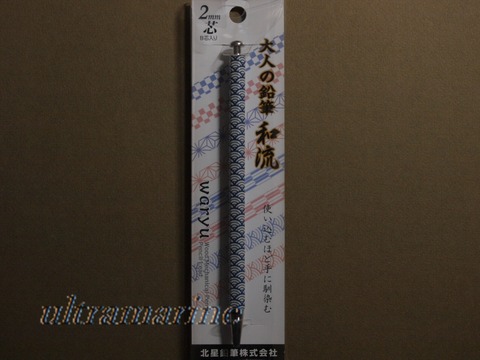 2mm
芯
大人の鉛筆 和流
使い込むほど手に馴染む
waryu
北星鉛筆株式会社
ultramarine